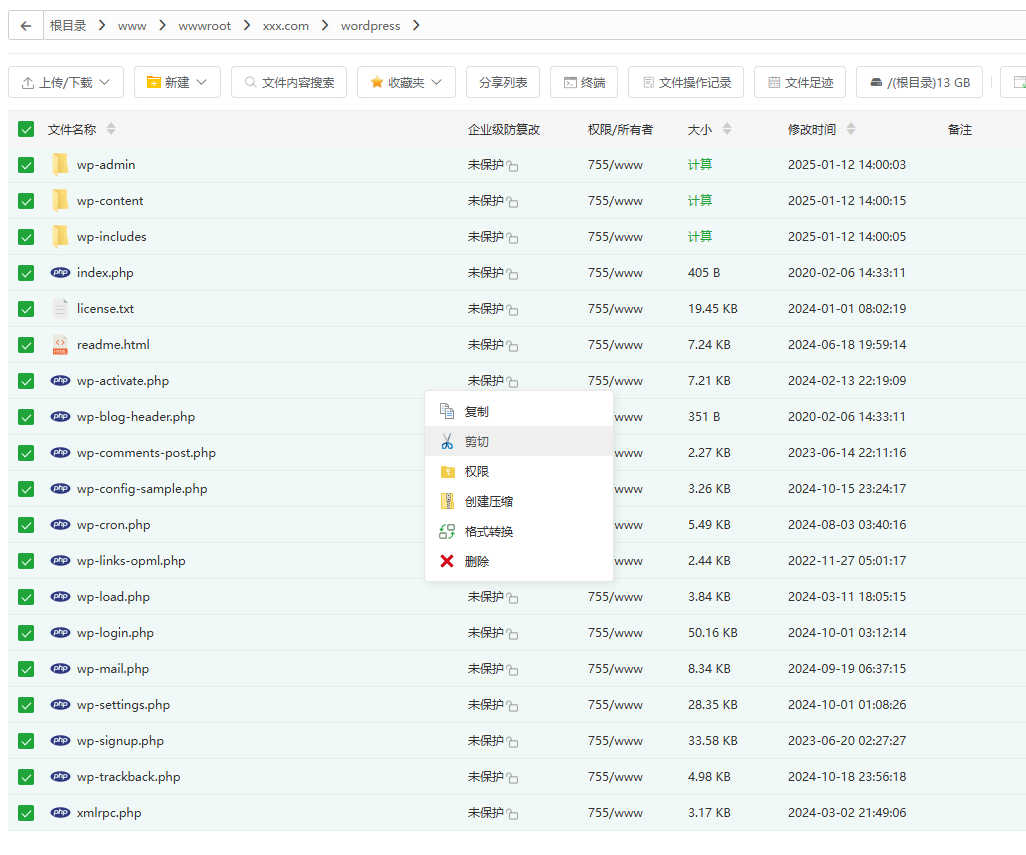 根目录 www wwwroot xxx.com wordpress
上传/下载 新建 文件内容搜索 收藏夹 分享列表 终端 文件操作记录 文件足迹 /(根目录)13 GB
文件名称 企业级防篡改 权限/所有者 大小 修改时间 备注
wp-admin 未保护 755/www 计算 2025-01-12 14:00:03
wp-content 未保护 755/www 计算 2025-01-12 14:00:15
wp-includes 未保护 755/www 计算 2025-01-12 14:00:05
php index.php 未保护 755/www 405 B 2020-02-06 14:33:11
license.txt 未保护 755/www 19.45 KB 2024-01-01 08:02:19
readme.html 未保护 755/www 7.24 KB 2024-06-18 19:59:14
php wp-activate.php 未保护 755/www 7.21 KB 2024-02-13 22:19:09
php wp-blog-header.php www 351 B 2020-02-06 14:33:11
php wp-comments-post.php www 2.27 KB 2023-06-14 22:11:16
php wp-config-sample.php www 3.26 KB 2024-10-15 23:24:17
php wp-cron.php www 5.49 KB 2024-08-03 03:40:16
php wp-links-opml.php www 2.44 KB 2022-11-27 05:01:17
php wp-load.php 未保护 755/www 3.84 KB 2024-03-11 18:05:15
php wp-login.php 未保护 755/www 50.16 KB 2024-10-01 03:12:14
php wp-mail.php 未保护 755/www 8.34 KB 2024-09-19 06:37:15
php wp-settings.php 未保护 755/www 28.35 KB 2024-10-01 01:08:26
php wp-signup.php 未保护 755/www 33.58 KB 2023-06-20 02:27:27
php wp-trackback.php 未保护 755/www 4.98 KB 2024-10-18 23:56:18
php xmlrpc.php 未保护 755/www 3.17 KB 2024-03-02 21:49:06
复制
剪切
权限
创建压缩
格式转换
删除